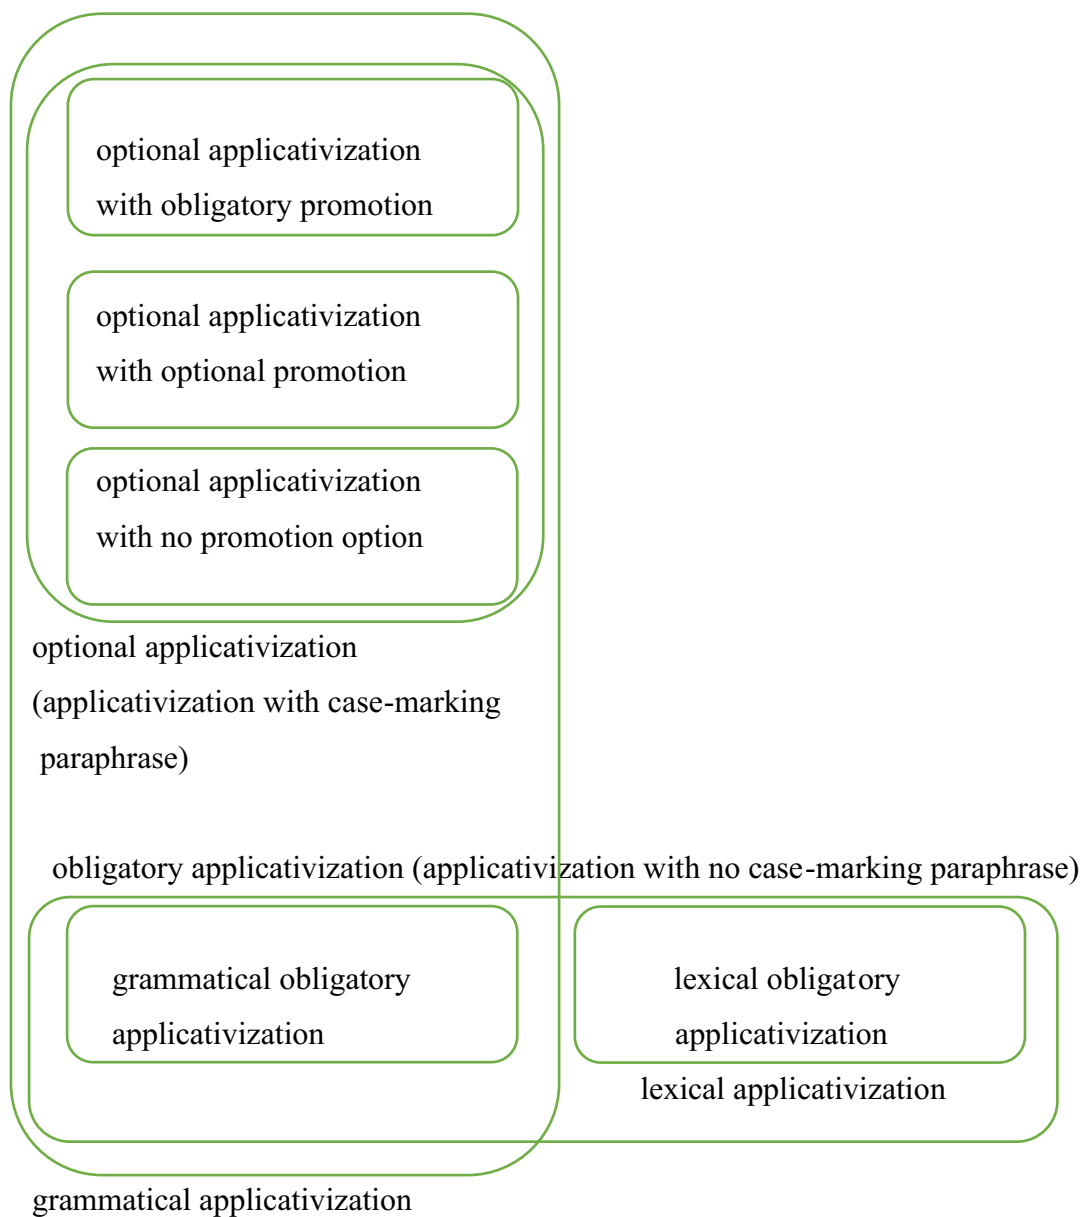 optional applicativization
with obligatory promotion
optional applicativization
with optional promotion
optional applicativization
with no promotion option
optional applicativization
(applicativization with case-marking
paraphrase)
obligatory applicativization (applicativization with no case-marking paraphrase)
grammatical obligatory
applicativization
lexical obligatory
applicativization
lexical applicativization
grammatical applicativization